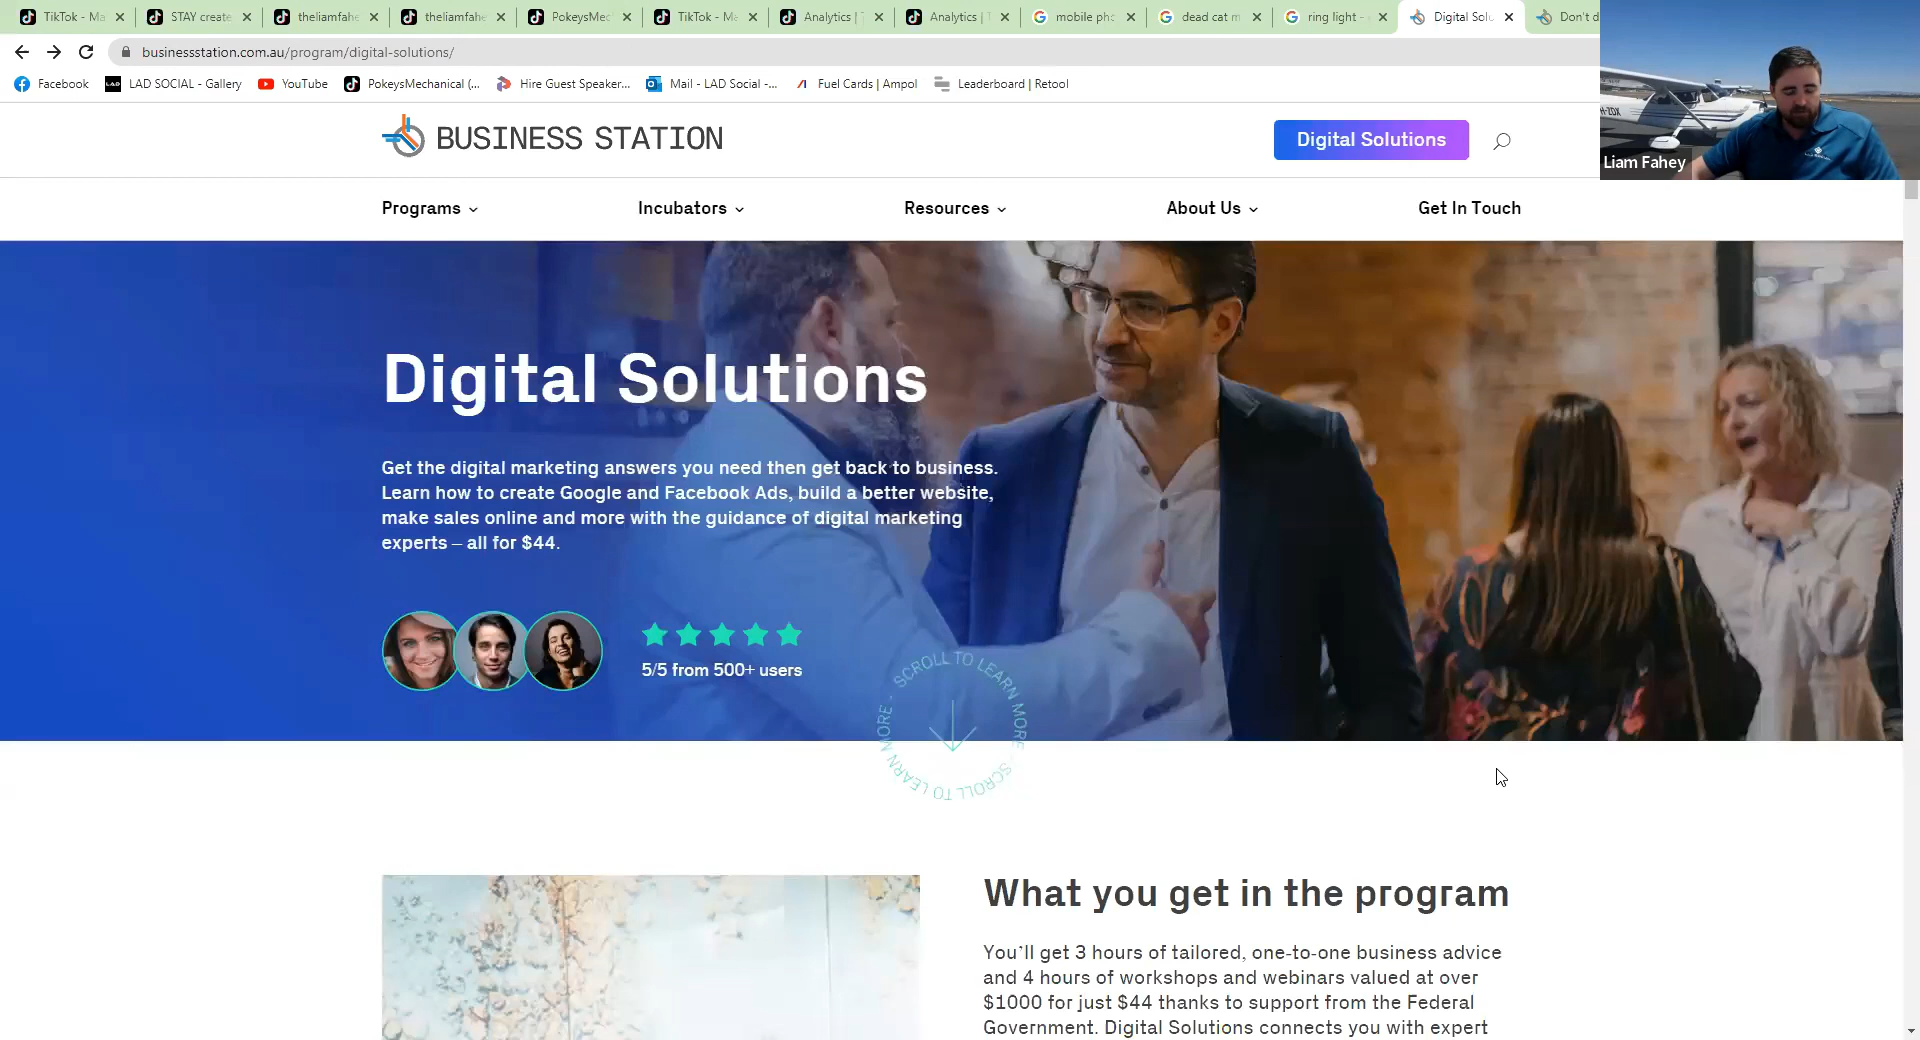 TikTok - Ma
STAY create
theliamfahe
theliamfahe
PokeysMec
TikTok - Ma
Analytics | T
Analytics | T
mobile pho
dead cat m
ring light -
Digital Solu
Don't d
businessstation.com.au/program/digital-solutions/
Facebook
LAD SOCIAL - Gallery
YouTube
PokeysMechanical (...
Hire Guest Speaker...
Mail - LAD Social -...
Fuel Cards | Ampol
Leaderboard | Retool
Liam Fahey
BUSINESS STATION
Digital Solutions
Programs
Incubators
Resources
About Us
Get In Touch
Digital Solutions
Get the digital marketing answers you need then get back to business.
Learn how to create Google and Facebook Ads, build a better website,
make sales online and more with the guidance of digital marketing
experts – all for $44.
5/5 from 500+ users
SCROLL TO LEARN MORE - SCROLL TO LEARN MORE -
What you get in the program
You'll get 3 hours of tailored, one-to-one business advice
and 4 hours of workshops and webinars valued at over
$1000 for just $44 thanks to support from the Federal
Government. Digital Solutions connects you with expert